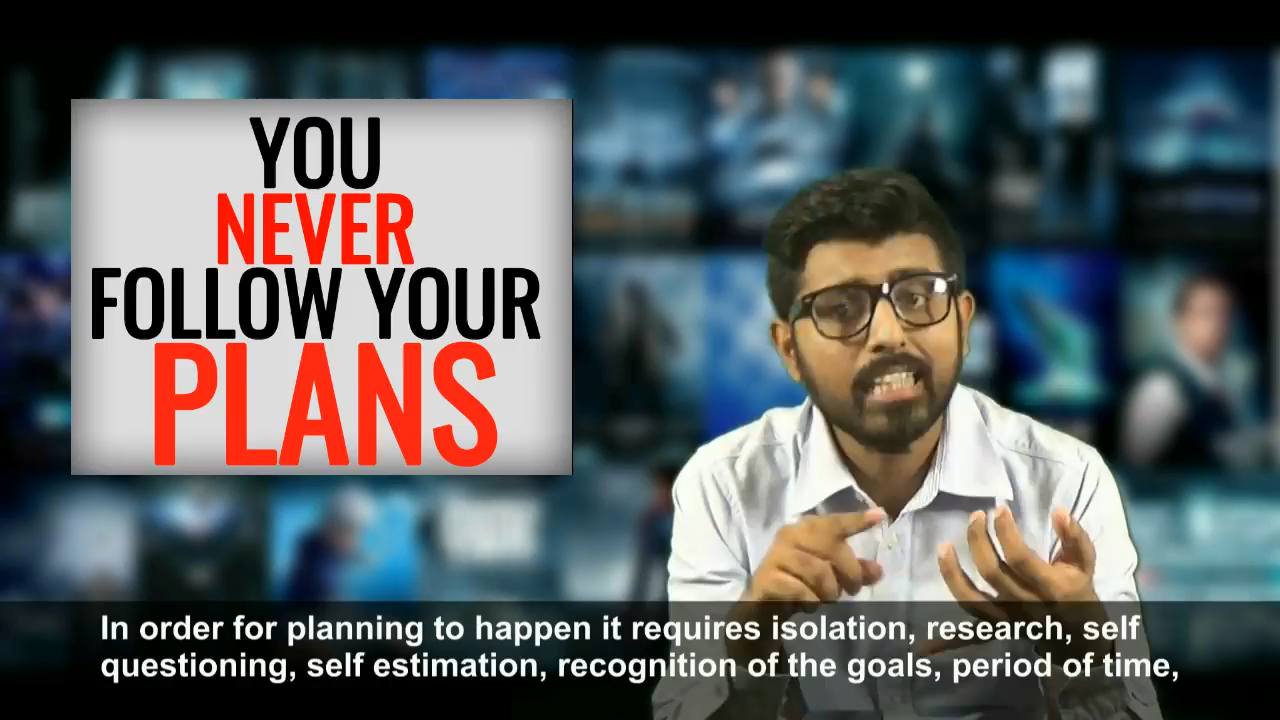 YOU
NEVER
FOLLOW YOUR
PLANS
In order for planning to happen it requires isolation, research, self
questioning, self estimation, recognition of the goals, period of time,